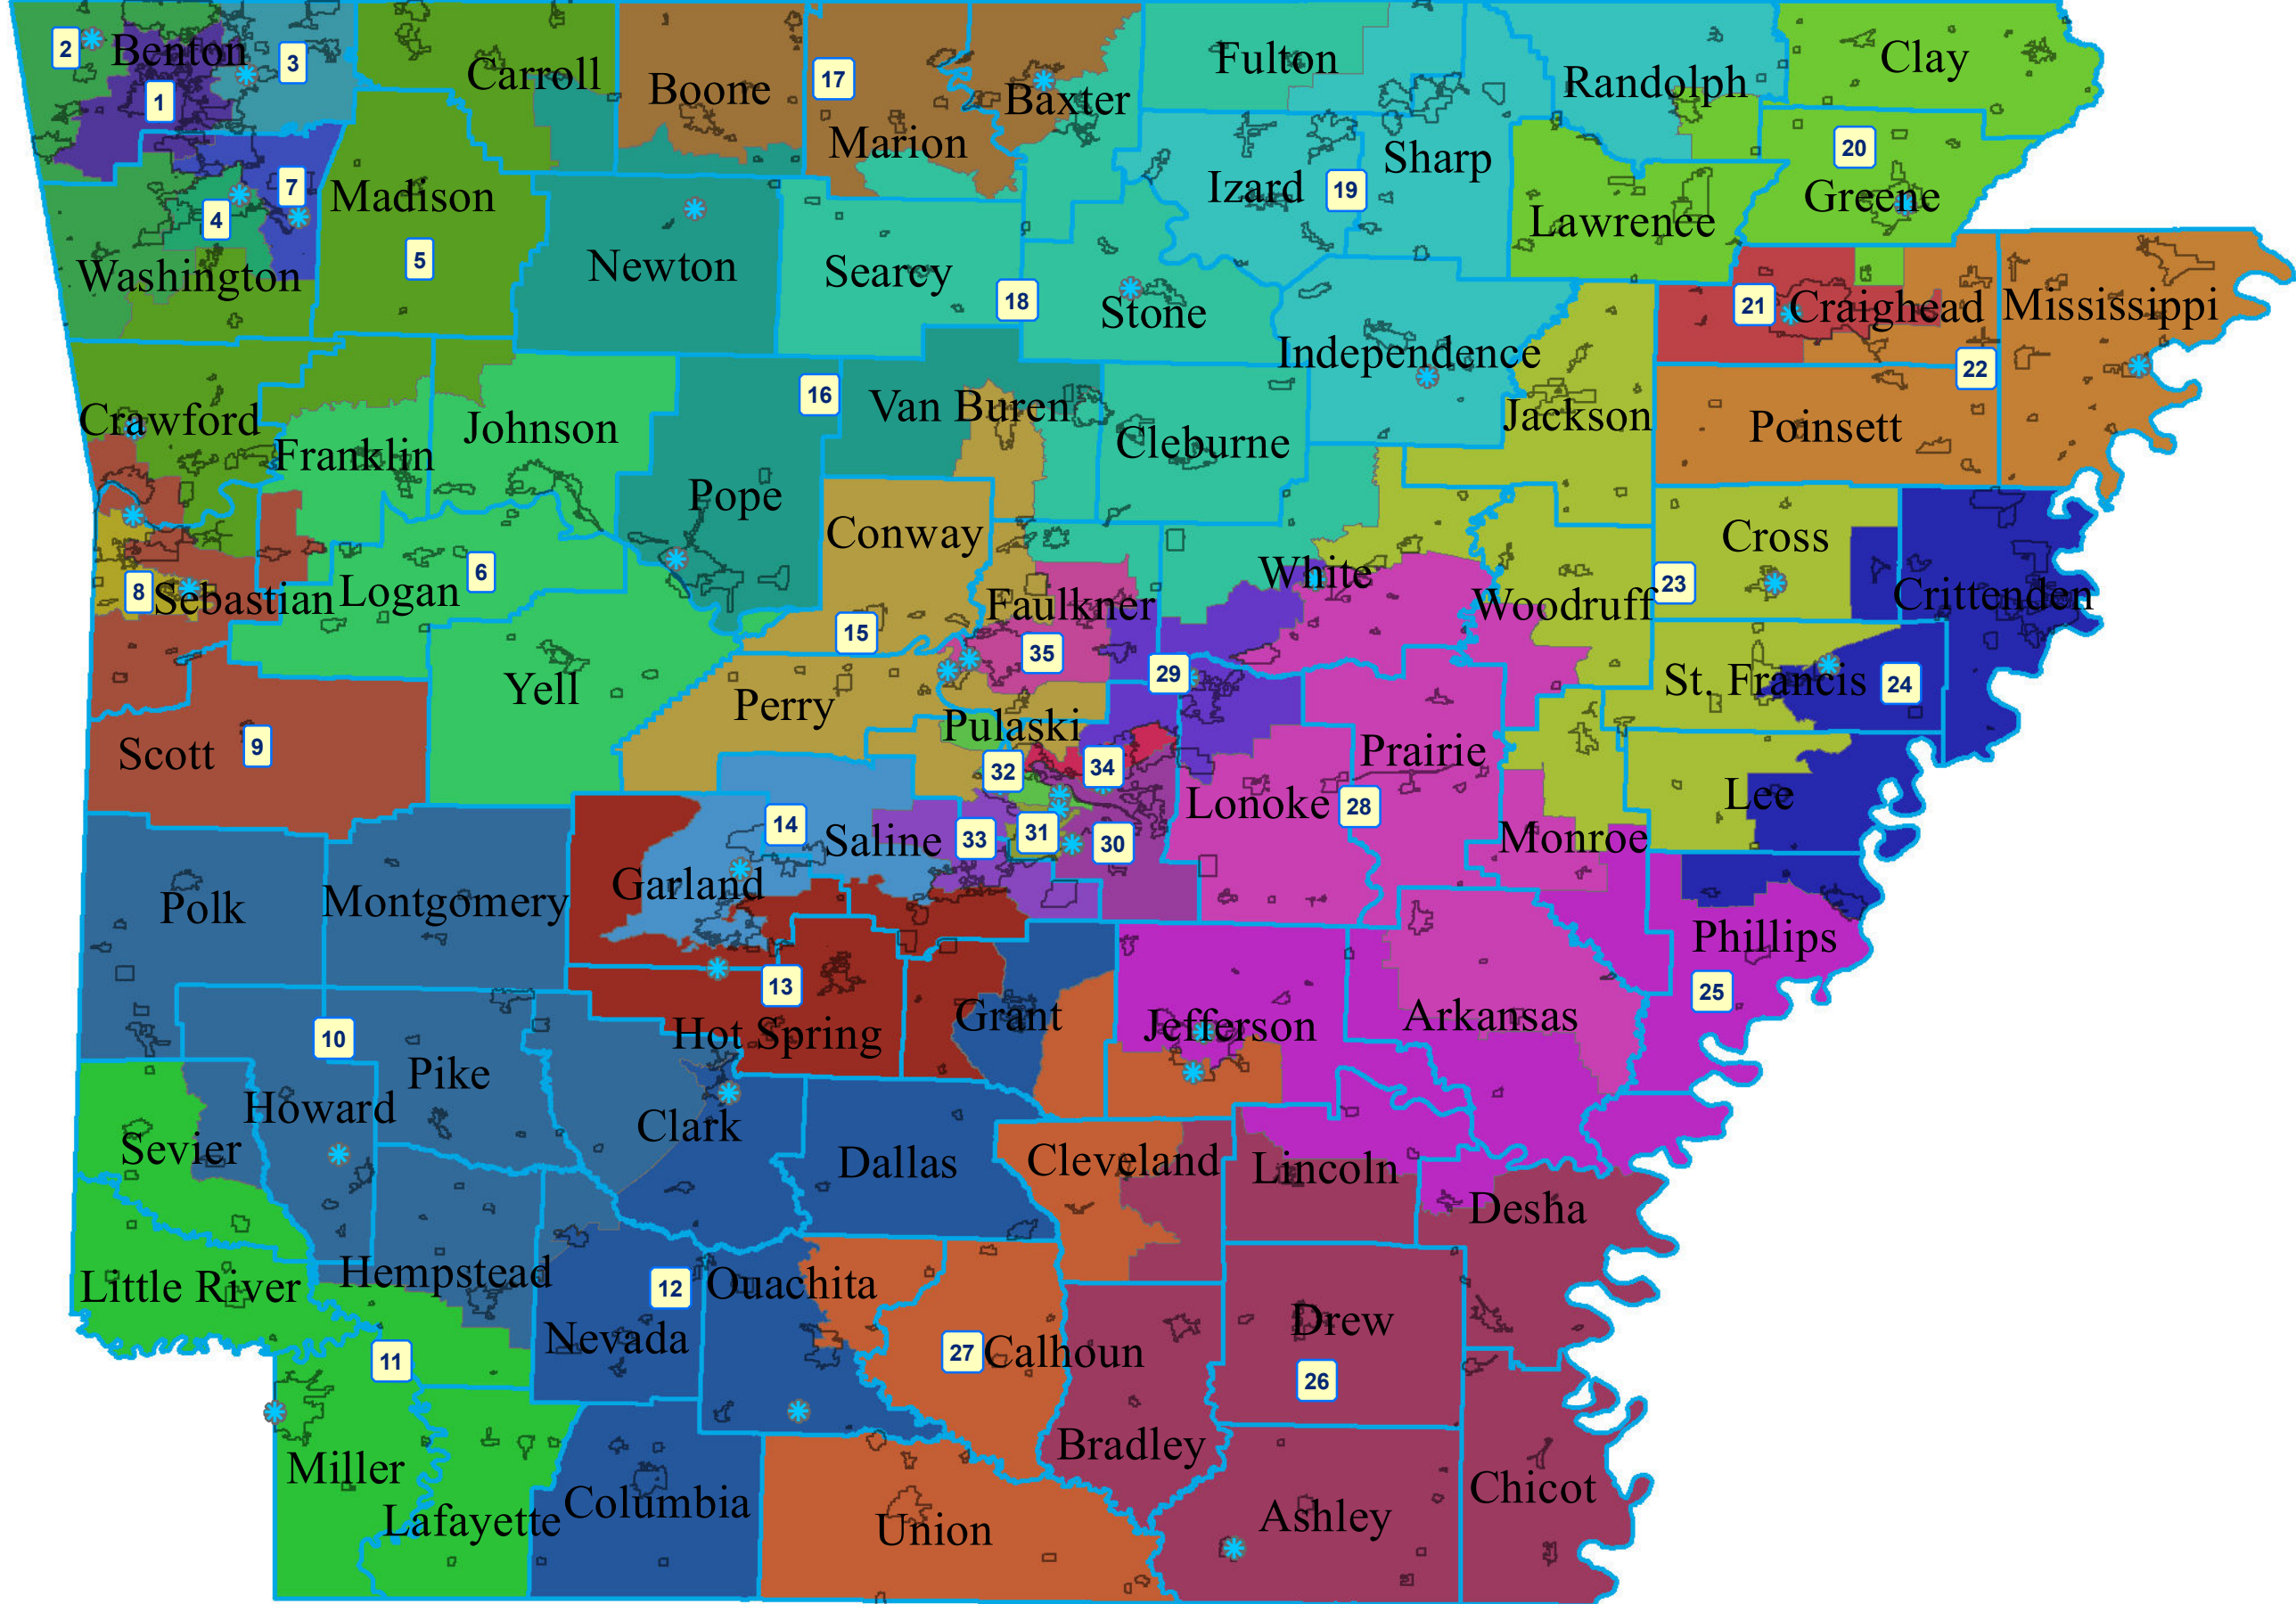 2
Benton
3
1
Carroll
Boone
17
Marion
Baxter
Fulton
Randolph
Clay
Sharp
Izard
19
20
Greene
Lawrence
7
4
Washington
Madison
5
Newton
Searcy
18
Stone
Independence
21
Craighead
Mississippi
22
Poinsett
Jackson
Crawford
Franklin
Johnson
16
Van Buren
Cleburne
Pope
Conway
White
Cross
23
Woodruff
Crittenden
8
Sebastian
Logan
6
15
Faulkner
35
29
St. Francis
24
Yell
Perry
Pulaski
Scott
9
32
34
Prairie
Lonoke
28
Lee
14
Saline
33
31
30
Monroe
Garland
Polk
Montgomery
Phillips
25
13
Hot Spring
Grant
Jefferson
Arkansas
10
Pike
Howard
Clark
Sevier
Dallas
Cleveland
Lincoln
Desha
Little River
Hempstead
12
Ouachita
Nevada
27
Calhoun
Drew
26
11
Bradley
Miller
Lafayette
Columbia
Union
Ashley
Chicot